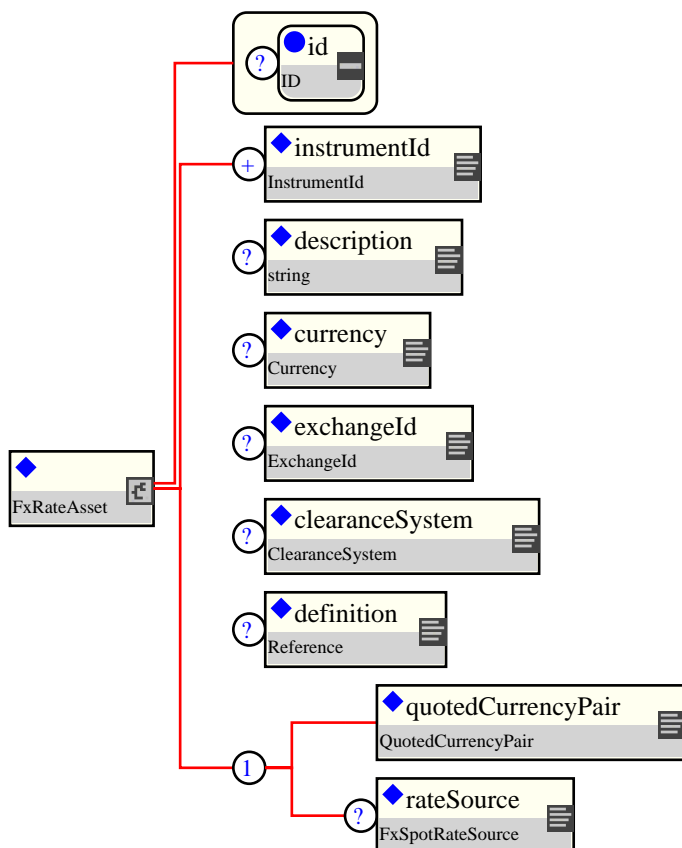 ? id
ID
+ instrumentId
InstrumentId
? description
string
? currency
Currency
? exchangeId
ExchangeId
FxRateAsset
? clearanceSystem
ClearanceSystem
? definition
Reference
1
quotedCurrencyPair
QuotedCurrencyPair
? rateSource
FxSpotRateSource